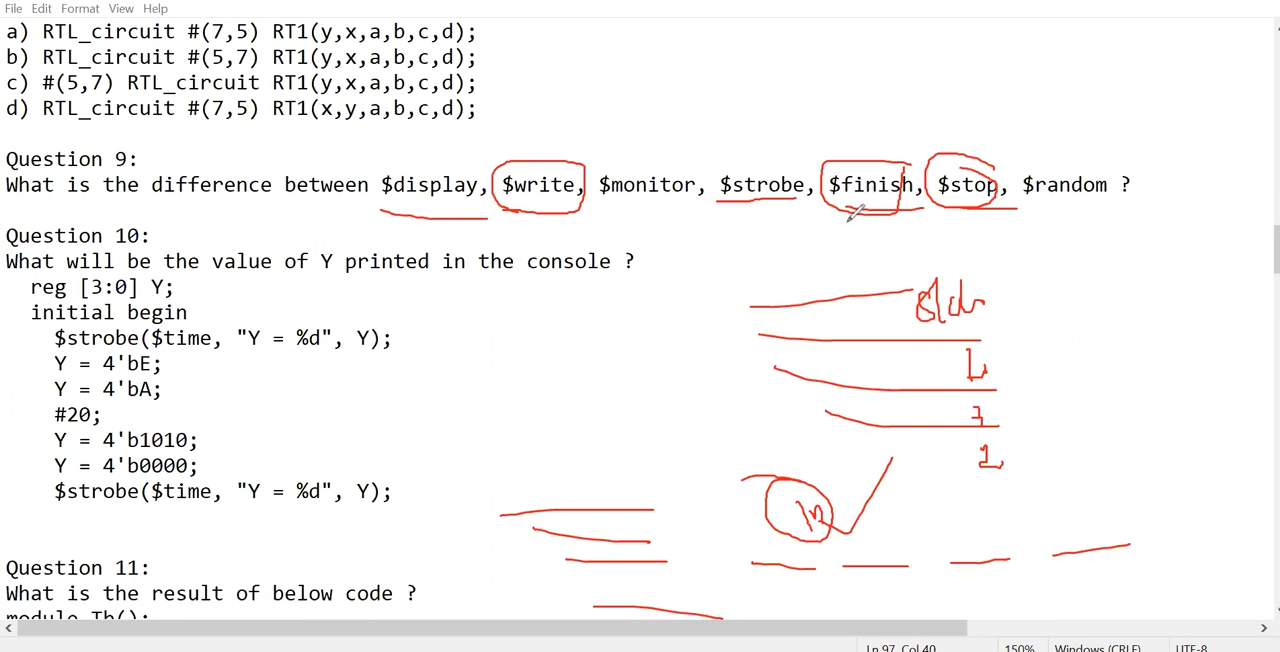 File Edit Format View Help
a) RTL_circuit #(7,5) RT1(y,x,a,b,c,d);
b) RTL_circuit #(5,7) RT1(y,x,a,b,c,d);
c) #(5,7) RTL_circuit RT1(y,x,a,b,c,d);
d) RTL_circuit #(7,5) RT1(x,y,a,b,c,d);
Question 9:
What is the difference between $display, $write, $monitor, $strobe, $finish, $stop, $random ?
Question 10:
What will be the value of Y printed in the console ?
reg [3:0] Y;
initial begin
$strobe($time, "Y = %d", Y);
Y = 4'bE;
Y = 4'bA;
#20;
Y = 4'b1010;
Y = 4'b0000;
$strobe($time, "Y = %d", Y);
\n
Question 11:
What is the result of below code ?
module Tb();
Ln 97, Col 40 150% Windows (CRLF) UTF-8